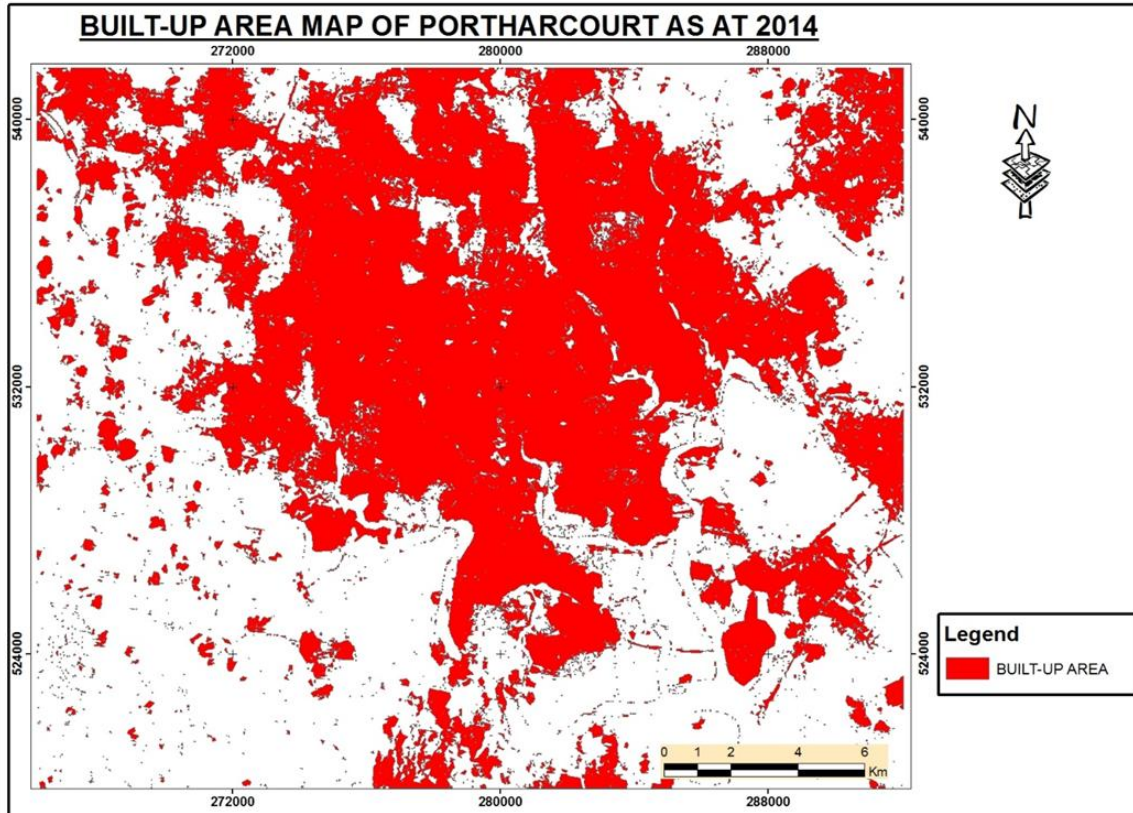 BUILT-UP AREA MAP OF PORTHARCOURT AS AT 2014
272000 280000 288000
540000 540000
N
532000 532000
524000 524000
Legend
BUILT-UP AREA
0 1 2 4 6
Km
272000 280000 288000